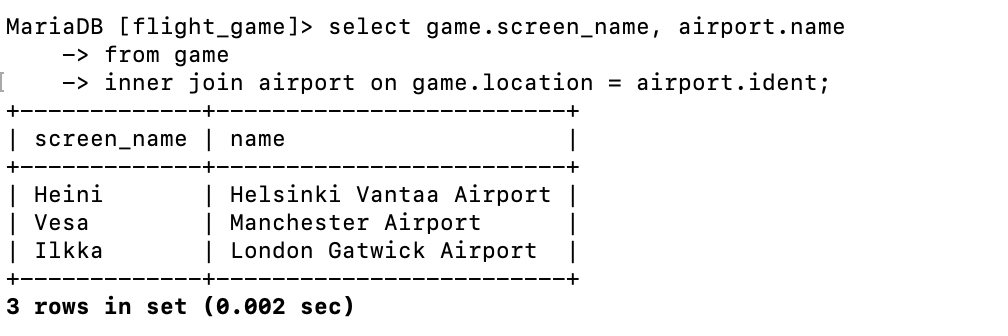 MariaDB [flight_game]> select game.screen_name, airport.name
    -> from game
    -> inner join airport on game.location = airport.ident;
+-------------+------------------------+
| screen_name | name                   |
+-------------+------------------------+
| Heini       | Helsinki Vantaa Airport |
| Vesa        | Manchester Airport     |
| Ilkka       | London Gatwick Airport |
+-------------+------------------------+
3 rows in set (0.002 sec)